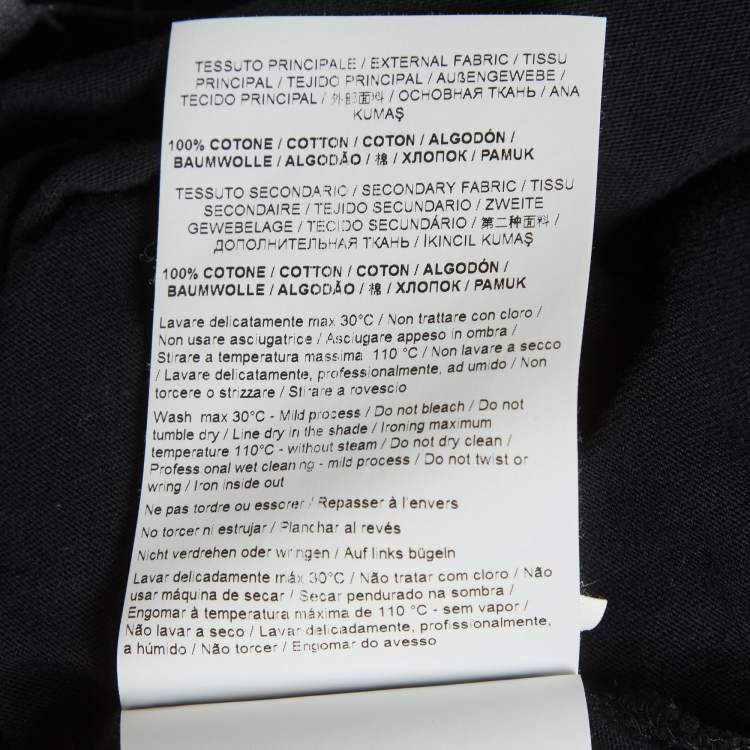 TESSUTO PRINCIPALE / EXTERNAL FABRIC / TISSU
PRINCIPAL / TEJIDO PRINCIPAL / AUßENGEWEBE /
TECIDO PRINCIPAL / 外部面料 / ОСНОВНАЯ ТКАНЬ / ANA
KUMAŞ
100% COTONE / COTTON / COTON / ALGODÓN /
BAUMWOLLE / ALGODÃO / 棉 / ХЛОПОК / PAMUK
TESSUTO SECONDARIO / SECONDARY FABRIC / TISSU
SECONDAIRE / TEJIDO SECUNDARIO / ZWEITE
GEWEBELAGE / TECIDO SECUNDÁRIO / 第二种面料 /
ДОПОЛНИТЕЛЬНАЯ ТКАНЬ / İKINCIL KUMAŞ
100% COTONE / COTTON / COTON / ALGODÓN /
BAUMWOLLE / ALGODÃO / 棉 / ХЛОПОК / PAMUK
Lavare delicatamente max 30°C / Non trattare con cloro /
Non usare asciugatrice / Asciugare appeso in ombra /
Stirare a temperatura massima 110 °C / Non lavare a secco
/ Lavare delicatamente, professionalmente, ad umido / Non
torcere o strizzare / Stirare a rovescio
Wash max 30°C - Mild process / Do not bleach / Do not
tumble dry / Line dry in the shade / Ironing maximum
temperature 110°C - without steam / Do not dry clean /
Professional wet cleaning - mild process / Do not twist or
wring / Iron inside out
Ne pas tordre ou essorer / Repasser à l'envers
No torcer ni estrujar / Planchar al revés
Nicht verdrehen oder wringen / Auf links bügeln
Lavar delicadamente máx 30°C / Não tratar com cloro / Não
usar máquina de secar / Secar pendurado na sombra /
Engomar à temperatura máxima de 110 °C - sem vapor /
Não lavar a seco / Lavar delicadamente, profissionalmente,
a húmido / Não torcer / Engomar do avesso